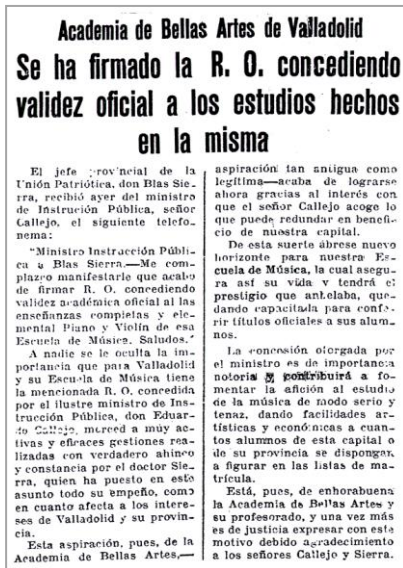 Academia de Bellas Artes de Valladolid
Se ha firmado la R. O. concediendo
validez oficial a los estudios hechos
en la misma
El jefe provincial de la
Unión Patriótica, don Blas Sie-
rra, recibió ayer del ministro
de Instrución Pública, señor
Callejo, el siguiente telefo-
nema:
"Ministro Instrucción Públi-
ca a Blas Sierra.—Me com-
plazco manifestarle que acabo
de firmar R. O. concediendo
validez académica oficial al las
enseñanzas completas y ele-
mental Piano y Violín de esa
Escuela de Música. Saludos."
A nadie se le oculta la im-
portancia que para Valladolid
y su Escuela de Música tiene
la mencionada R. O. concedida
por el ilustre ministro de Ins-
trucción Pública, don Eduar-
do Callejo, merced a muy ac-
tivas y eficaces gestiones rea-
lizadas con verdadero ahinco
y constancia por el doctor Sie-
rra, quien ha puesto en este
asunto todo su empeño, como
en cuanto afecta a los intere-
ses de Valladolid y su provin-
cia.
Esta aspiración, pues, de la
Academia de Bellas Artes,—
aspiración tan antigua como
legítima—acaba de lograrse
ahora gracias al interés con
que el señor Callejo acoge lo
que puede redundar en benefi-
cio de nuestra capital.
De esta suerte ábrese nuevo
horizonte para nuestra Es-
cuela de Música, la cual asegu-
ra así su vida y tendrá el
prestigio que antelaba, que-
dando capacitada para confe-
rir títulos oficiales a sus alum-
nos.
La concesión otorgada por
el ministro es de importancia
notoria y contribuirá a fo-
mentar la afición al estudio
de la música de modo serio y
tenaz, dando facilidades ar-
tísticas y económicas a cuan-
tos alumnos de esta capital o
de su provincia se dispongan
a figurar en las listas de ma-
trícula.
Está, pues, de enhorabuena
la Academia de Bellas Artes y
su profesorado, y una vez más
es de justicia expresar con este
motivo debido agradecimiento
a los señores Callejo y Sierra.